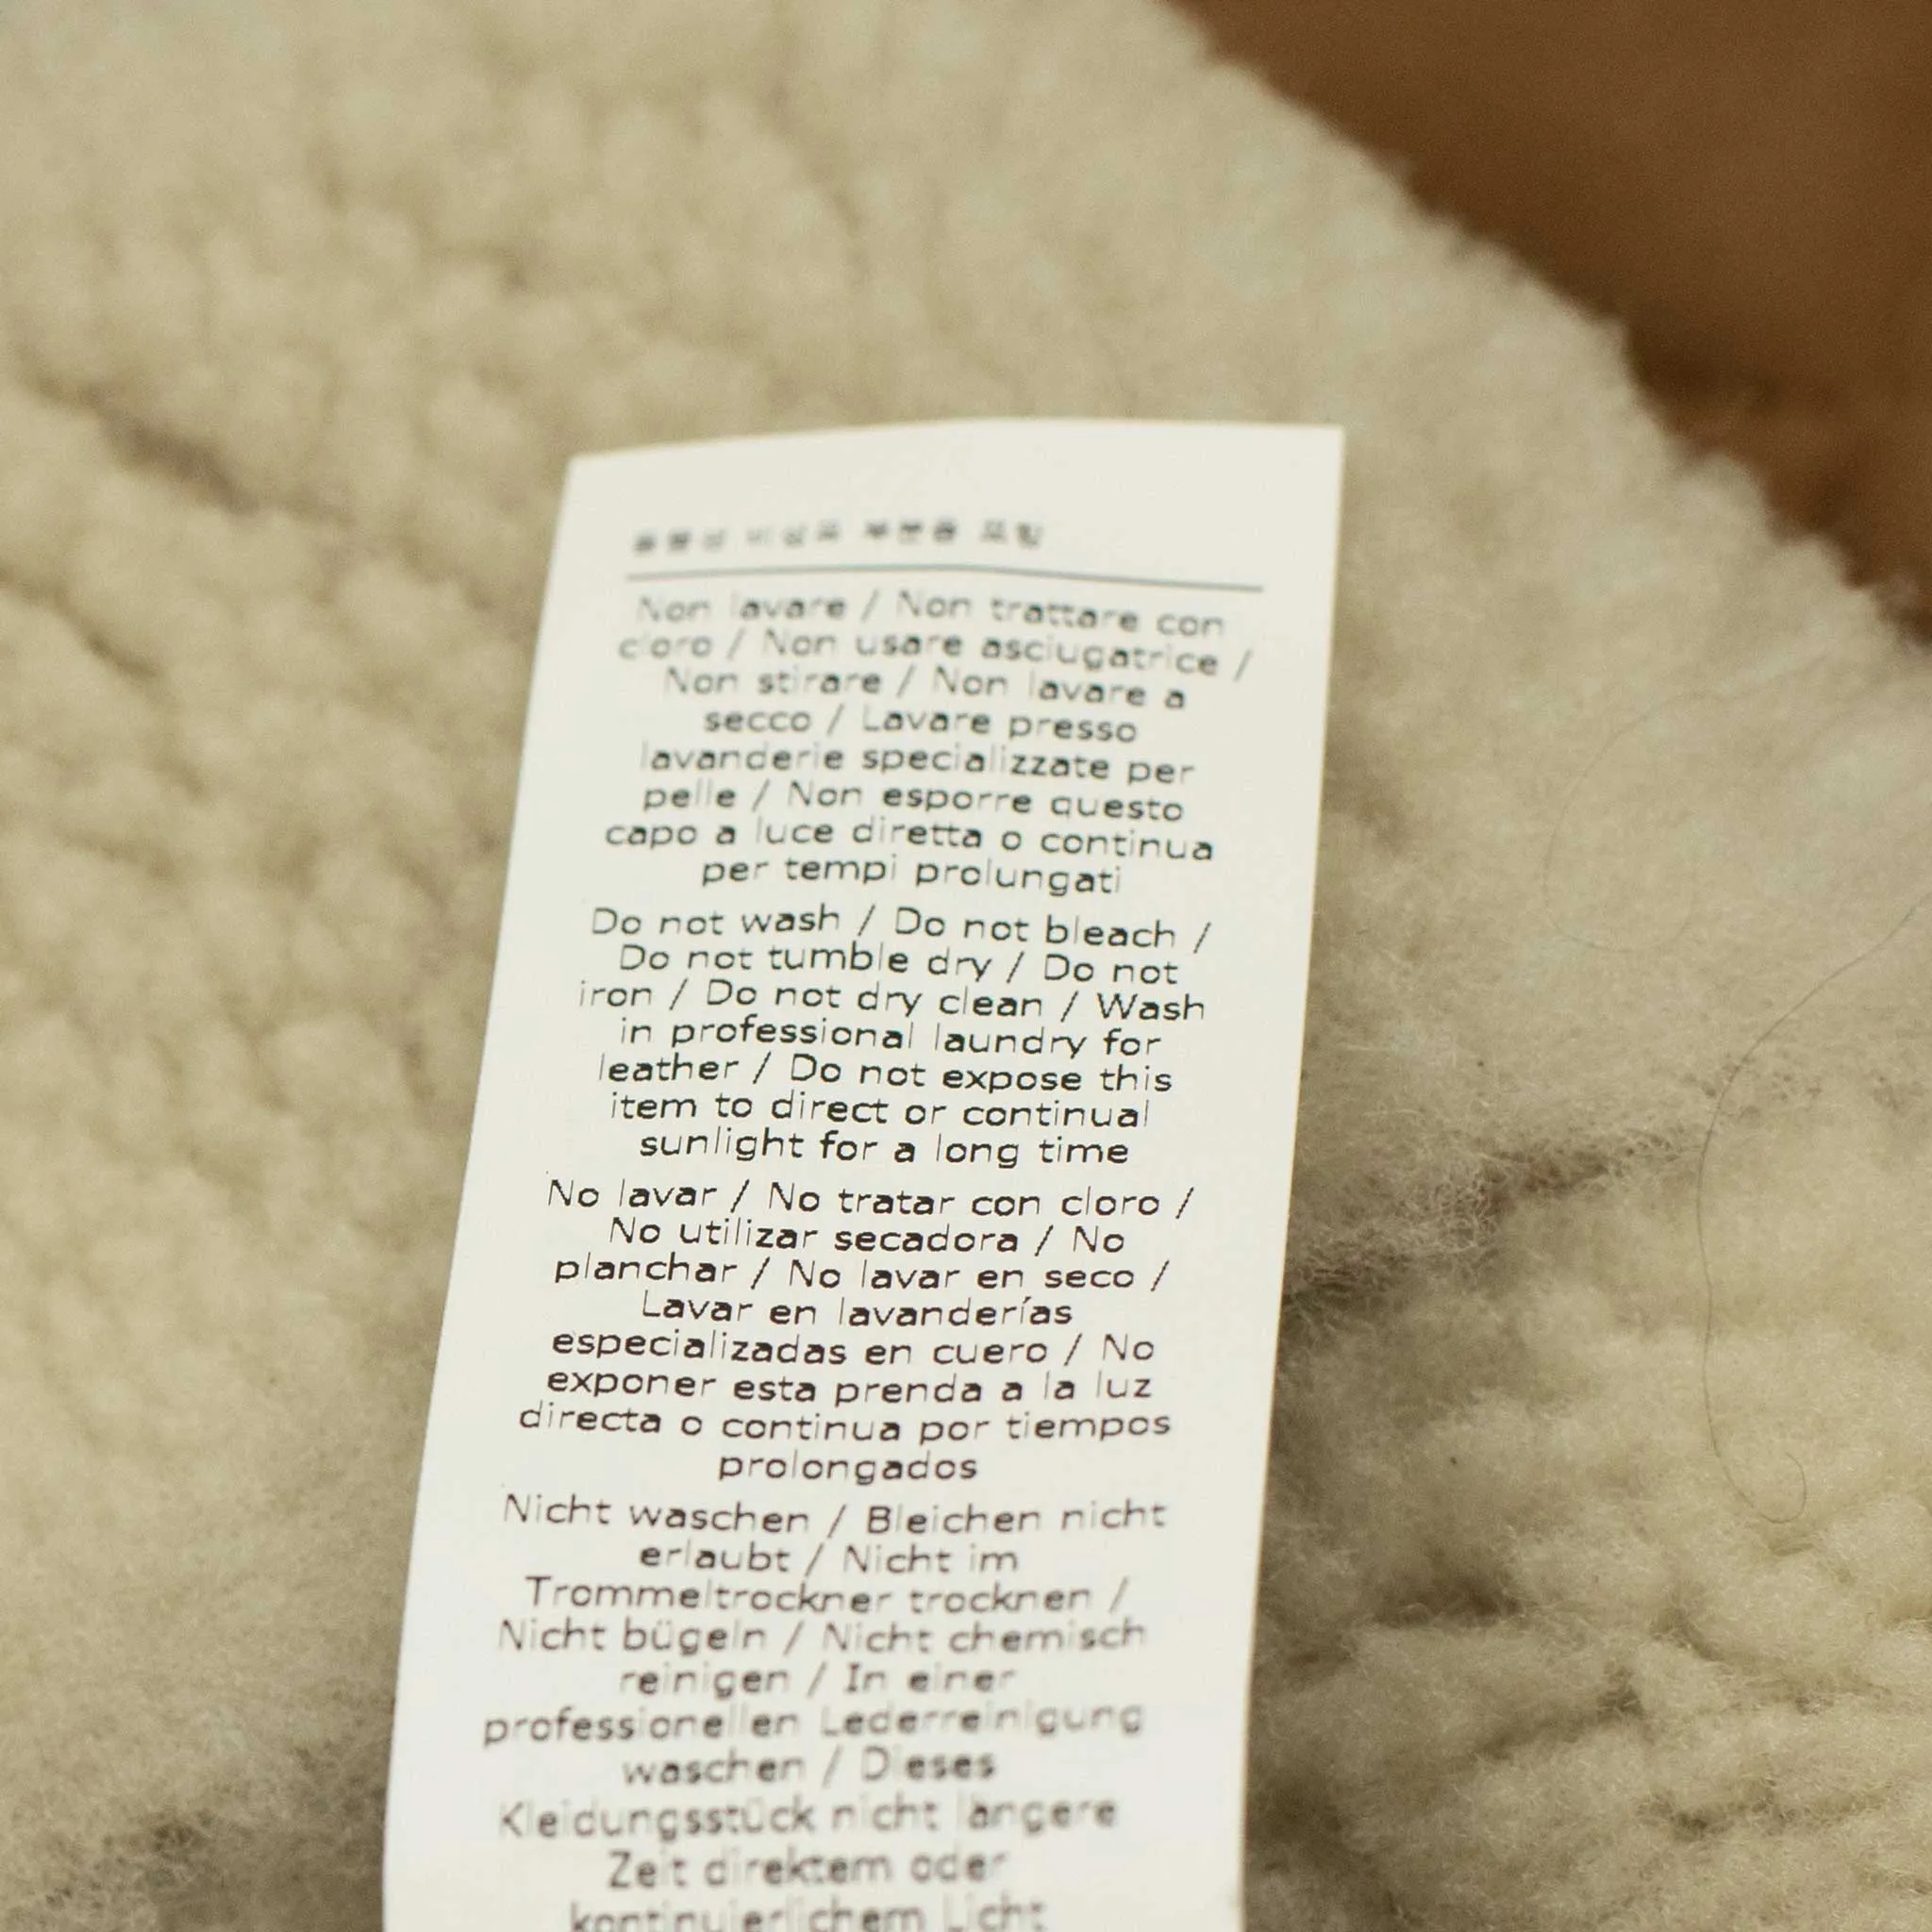 Non lavare / Non trattare con
cloro / Non usare asciugatrice /
Non stirare / Non lavare a
secco / Lavare presso
lavanderie specializzate per
pelle / Non esporre questo
capo a luce diretta o continua
per tempi prolungati
Do not wash / Do not bleach /
Do not tumble dry / Do not
iron / Do not dry clean / Wash
in professional laundry for
leather / Do not expose this
item to direct or continual
sunlight for a long time
No lavar / No tratar con cloro /
No utilizar secadora / No
planchar / No lavar en seco /
Lavar en lavanderías
especializadas en cuero / No
exponer esta prenda a la luz
directa o continua por tiempos
prolongados
Nicht waschen / Bleichen nicht
erlaubt / Nicht im
Trommeltrockner trocknen /
Nicht bügeln / Nicht chemisch
reinigen / In einer
professionellen Lederreinigung
waschen / Dieses
Kleidungsstück nicht längere
Zeit direktem oder
kontinuierlichem Licht